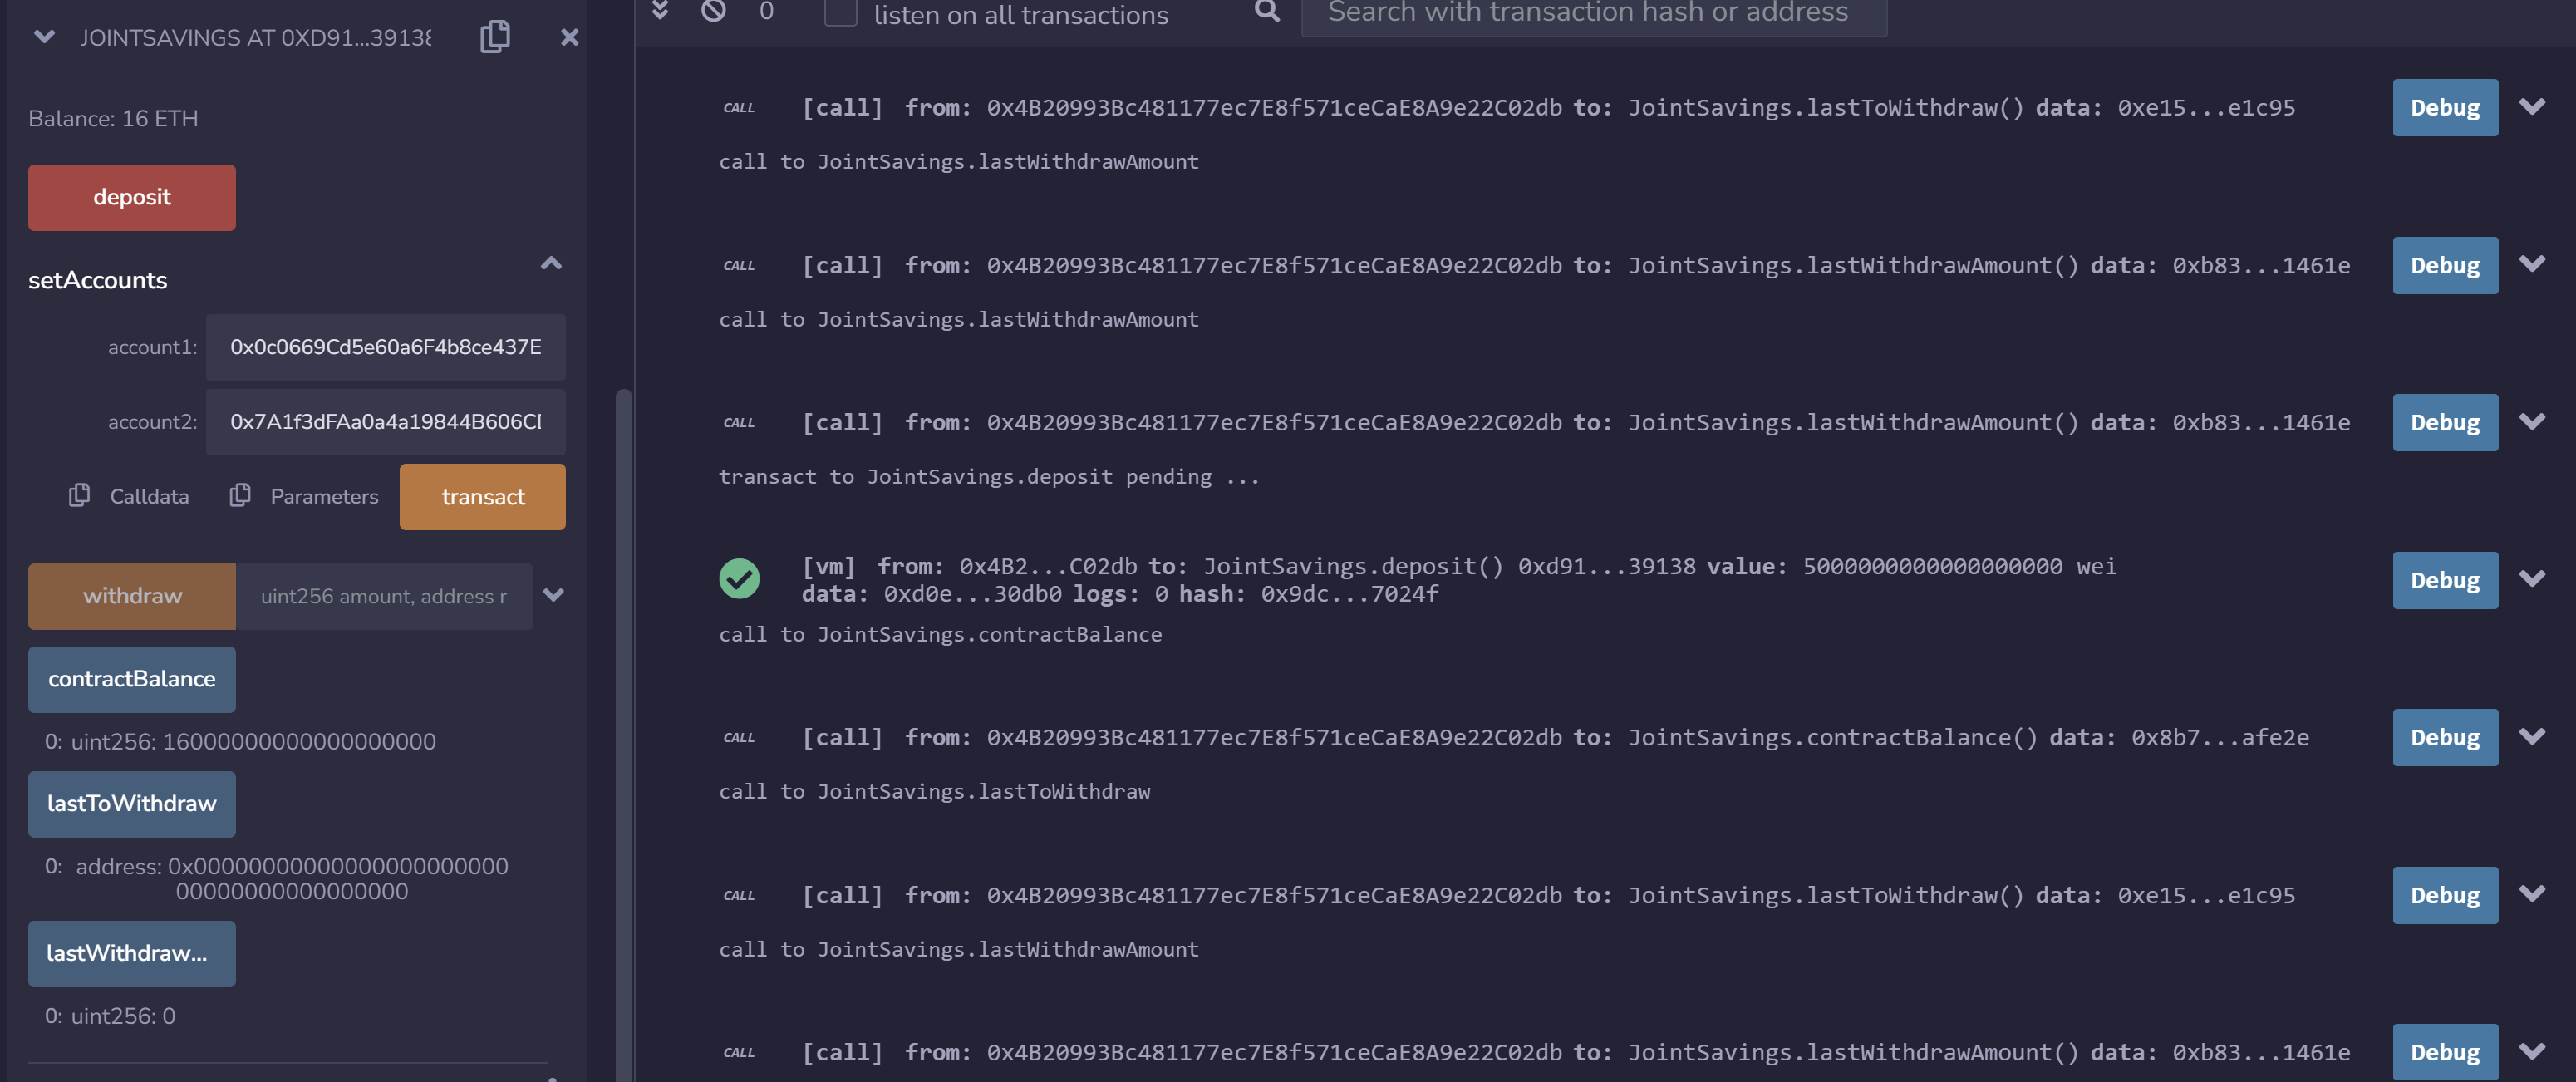 JOINTSAVINGS AT 0XD91...39138
Balance: 16 ETH
deposit
setAccounts
account1: 0x0c0669Cd5e60a6F4b8ce437E
account2: 0x7A1f3dFAa0a4a19844B606CI
Calldata Parameters transact
withdraw uint256 amount, address r
contractBalance
0: uint256: 16000000000000000000
lastToWithdraw
0: address: 0x000000000000000000000000
0000000000000000
lastWithdraw...
0: uint256: 0
0 listen on all transactions Search with transaction hash or address
CALL [call] from: 0x4B20993Bc481177ec7E8f571ceCaE8A9e22C02db to: JointSavings.lastToWithdraw() data: 0xe15...e1c95 Debug
call to JointSavings.lastWithdrawAmount
CALL [call] from: 0x4B20993Bc481177ec7E8f571ceCaE8A9e22C02db to: JointSavings.lastWithdrawAmount() data: 0xb83...1461e Debug
call to JointSavings.lastWithdrawAmount
CALL [call] from: 0x4B20993Bc481177ec7E8f571ceCaE8A9e22C02db to: JointSavings.lastWithdrawAmount() data: 0xb83...1461e Debug
transact to JointSavings.deposit pending ...
[vm] from: 0x4B2...C02db to: JointSavings.deposit() 0xd91...39138 value: 5000000000000000000 wei Debug
data: 0xd0e...30db0 logs: 0 hash: 0x9dc...7024f
call to JointSavings.contractBalance
CALL [call] from: 0x4B20993Bc481177ec7E8f571ceCaE8A9e22C02db to: JointSavings.contractBalance() data: 0x8b7...afe2e Debug
call to JointSavings.lastToWithdraw
CALL [call] from: 0x4B20993Bc481177ec7E8f571ceCaE8A9e22C02db to: JointSavings.lastToWithdraw() data: 0xe15...e1c95 Debug
call to JointSavings.lastWithdrawAmount
CALL [call] from: 0x4B20993Bc481177ec7E8f571ceCaE8A9e22C02db to: JointSavings.lastWithdrawAmount() data: 0xb83...1461e Debug